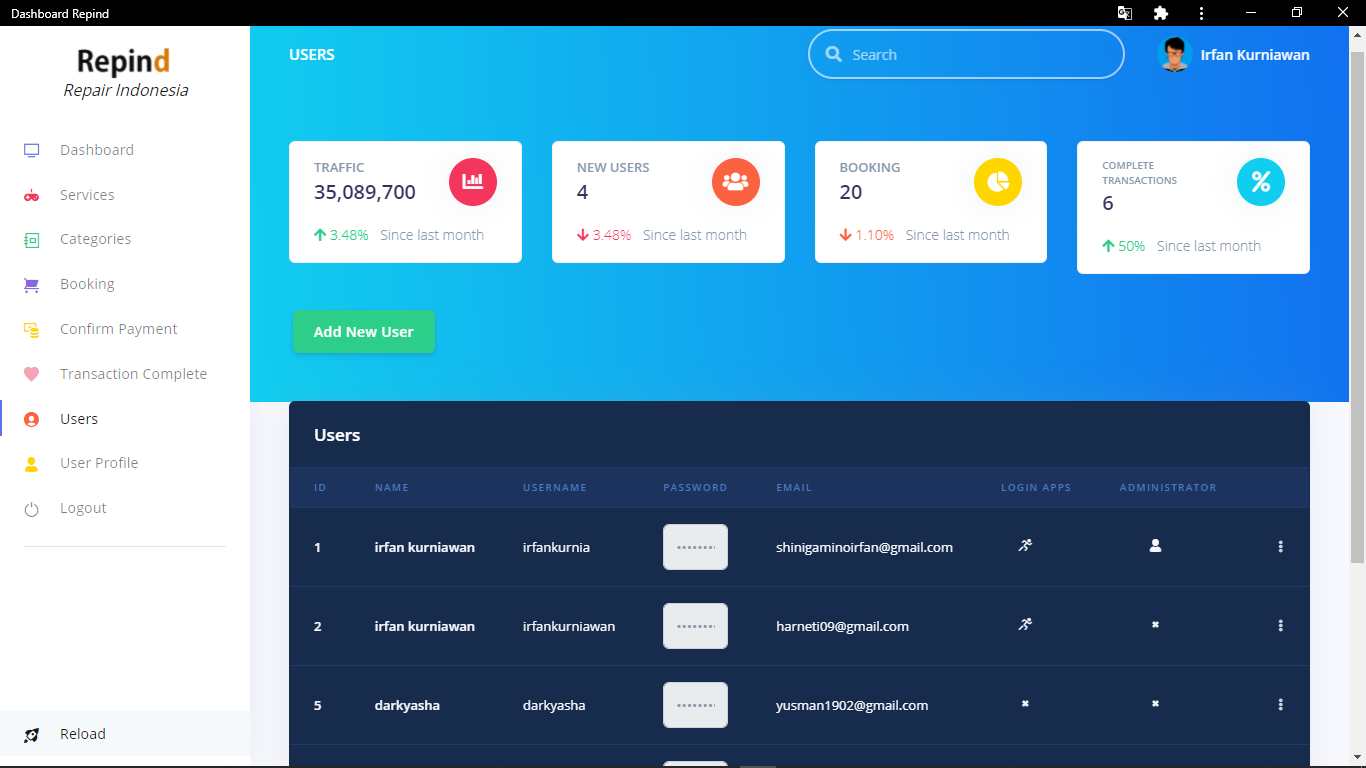 Dashboard Repind
Repind
Repair Indonesia
Dashboard
Services
Categories
Booking
Confirm Payment
Transaction Complete
Users
User Profile
Logout
Reload
USERS
Search
Irfan Kurniawan
TRAFFIC
35,089,700
3.48% Since last month
NEW USERS
4
3.48% Since last month
BOOKING
20
1.10% Since last month
COMPLETE
TRANSACTIONS
6
50% Since last month
Add New User
Users
ID NAME USERNAME PASSWORD EMAIL LOGIN APPS ADMINISTRATOR
1 irfan kurniawan irfankurnia ········ shinigaminoirfan@gmail.com
2 irfan kurniawan irfankurniawan ········ harneti09@gmail.com
5 darkyasha darkyasha ········ yusman1902@gmail.com